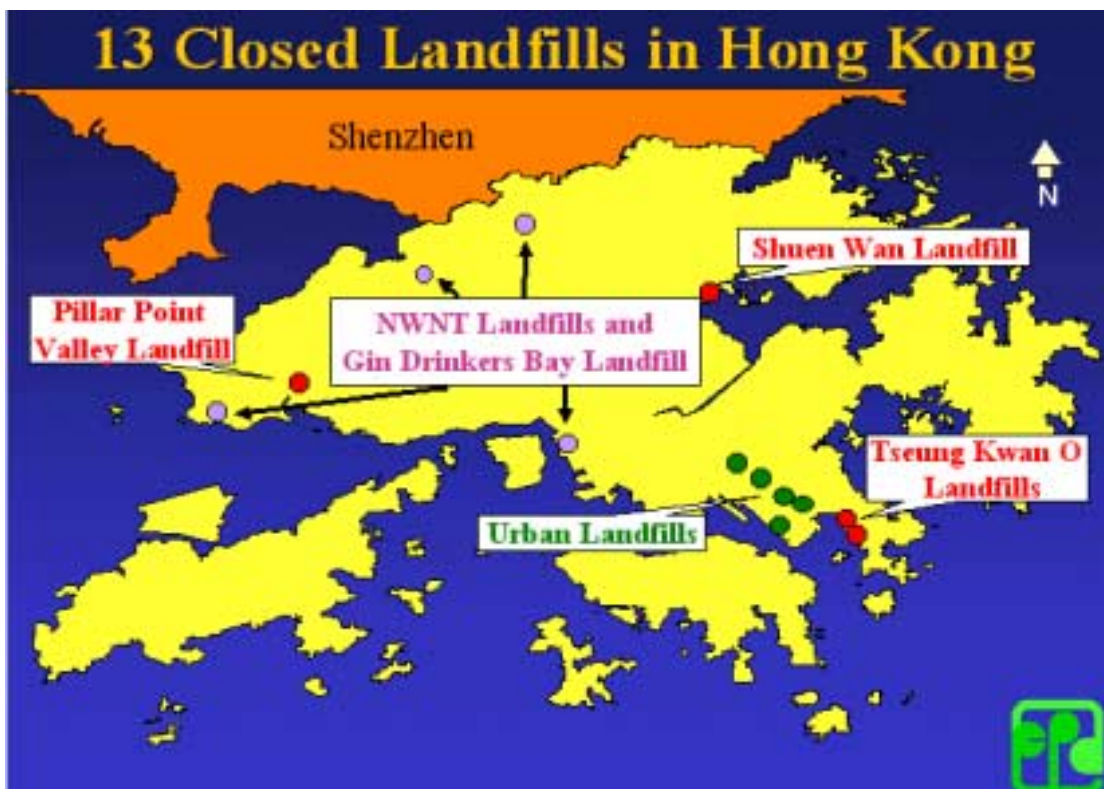 13 Closed Landfills in Hong Kong
Shenzhen
N
Shuen Wan Landfill
Pillar Point
Valley Landfill
NWNT Landfills and
Gin Drinkers Bay Landfill
Tseung Kwan O
Landfills
Urban Landfills